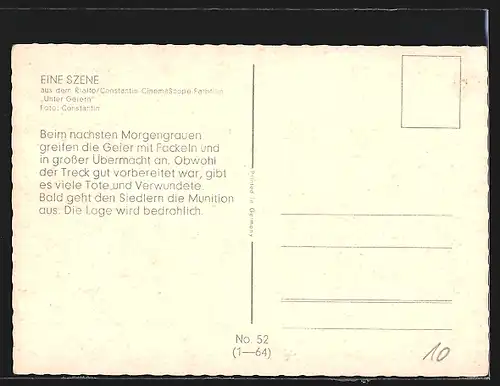 EINE SZENE
aus dem Rialto/Constantin CinemaScope-Farbfilm
„Unter Geiern"
Foto: Constantin
Beim nächsten Morgengrauen
greifen die Geier mit Fackeln und
in großer Übermacht an. Obwohl
der Treck gut vorbereitet war, gibt
es viele Tote und Verwundete.
Bald geht den Siedlern die Munition
aus. Die Lage wird bedrohlich.
Printed in Germany
No. 52
(1—64)
10